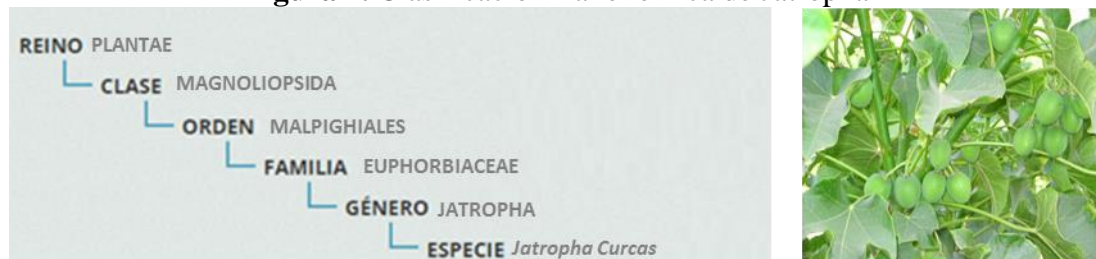 REINO PLANTAE
CLASE MAGNOLIOPSIDA
ORDEN MALPIGHIALES
FAMILIA EUPHORBIACEAE
GÉNERO JATROPHA
ESPECIE Jatropha Curcas